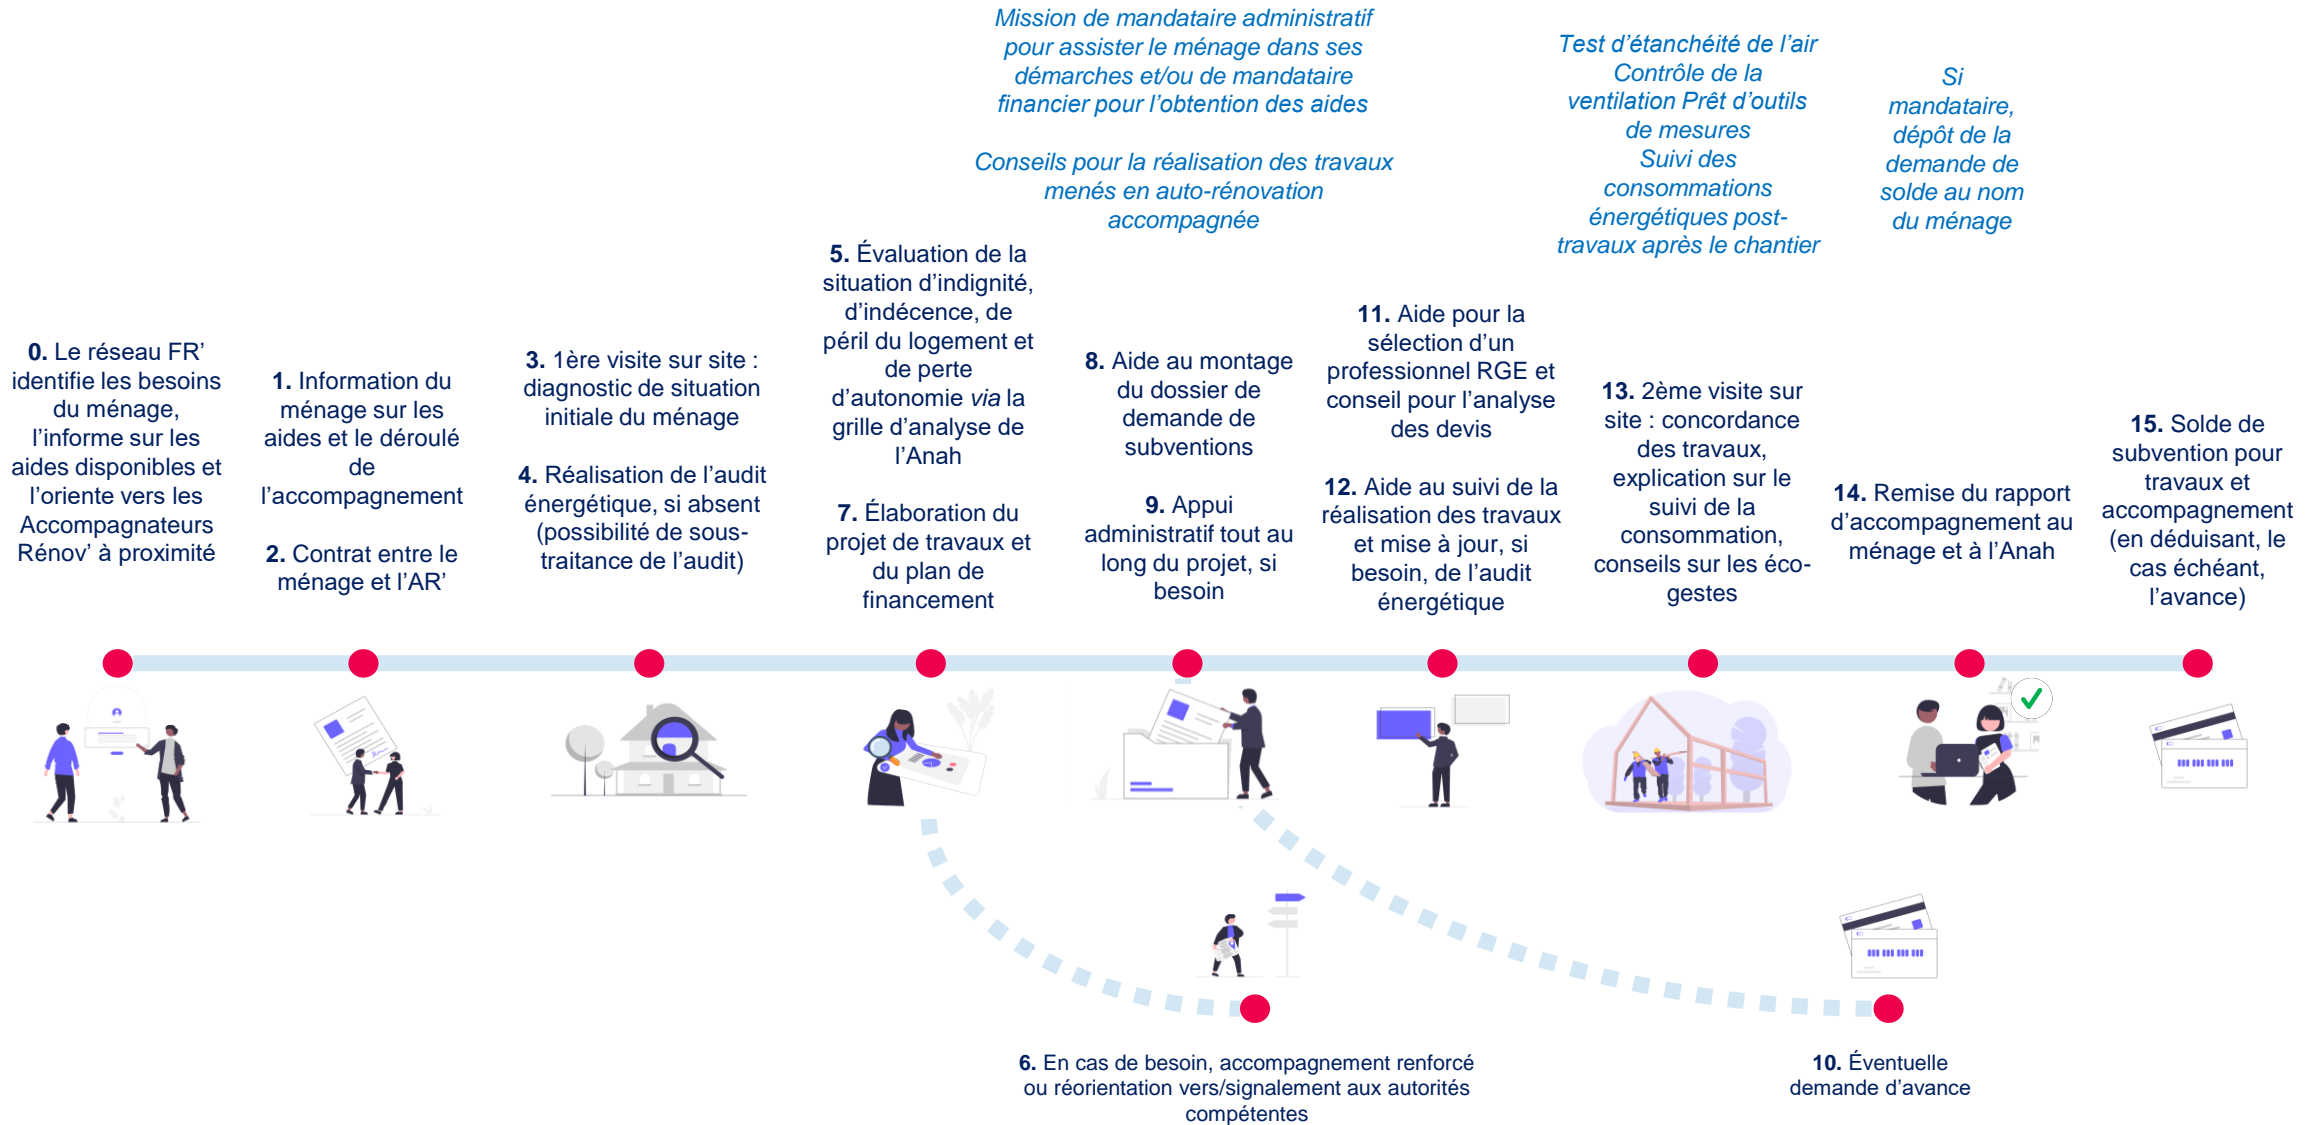 Mission de mandataire administratif
pour assister le ménage dans ses
démarches et/ou de mandataire
financier pour l’obtention des aides
Conseils pour la réalisation des travaux
menés en auto-rénovation
accompagnée
Test d’étanchéité de l’air
Contrôle de la
ventilation Prêt d’outils
de mesures
Suivi des
consommations
énergétiques post-
travaux après le chantier
Si
mandataire,
dépôt de la
demande de
solde au nom
du ménage
0. Le réseau FR’
identifie les besoins
du ménage,
l’informe sur les
aides disponibles et
l’oriente vers les
Accompagnateurs
Rénov’ à proximité
1. Information du
ménage sur les
aides et le déroulé
de
l’accompagnement
2. Contrat entre le
ménage et l’AR’
3. 1ère visite sur site :
diagnostic de situation
initiale du ménage
4. Réalisation de l’audit
énergétique, si absent
(possibilité de sous-
traitance de l’audit)
5. Évaluation de la
situation d’indignité,
d’indécence, de
péril du logement et
de perte
d’autonomie via la
grille d’analyse de
l’Anah
7. Élaboration du
projet de travaux et
du plan de
financement
8. Aide au montage
du dossier de
demande de
subventions
9. Appui
administratif tout au
long du projet, si
besoin
11. Aide pour la
sélection d’un
professionnel RGE et
conseil pour l’analyse
des devis
12. Aide au suivi de la
réalisation des travaux
et mise à jour, si
besoin, de l’audit
énergétique
13. 2ème visite sur
site : concordance
des travaux,
explication sur le
suivi de la
consommation,
conseils sur les éco-
gestes
14. Remise du rapport
d’accompagnement au
ménage et à l’Anah
15. Solde de
subvention pour
travaux et
accompagnement
(en déduisant, le
cas échéant,
l’avance)
6. En cas de besoin, accompagnement renforcé
ou réorientation vers/signalement aux autorités
compétentes
10. Éventuelle
demande d’avance